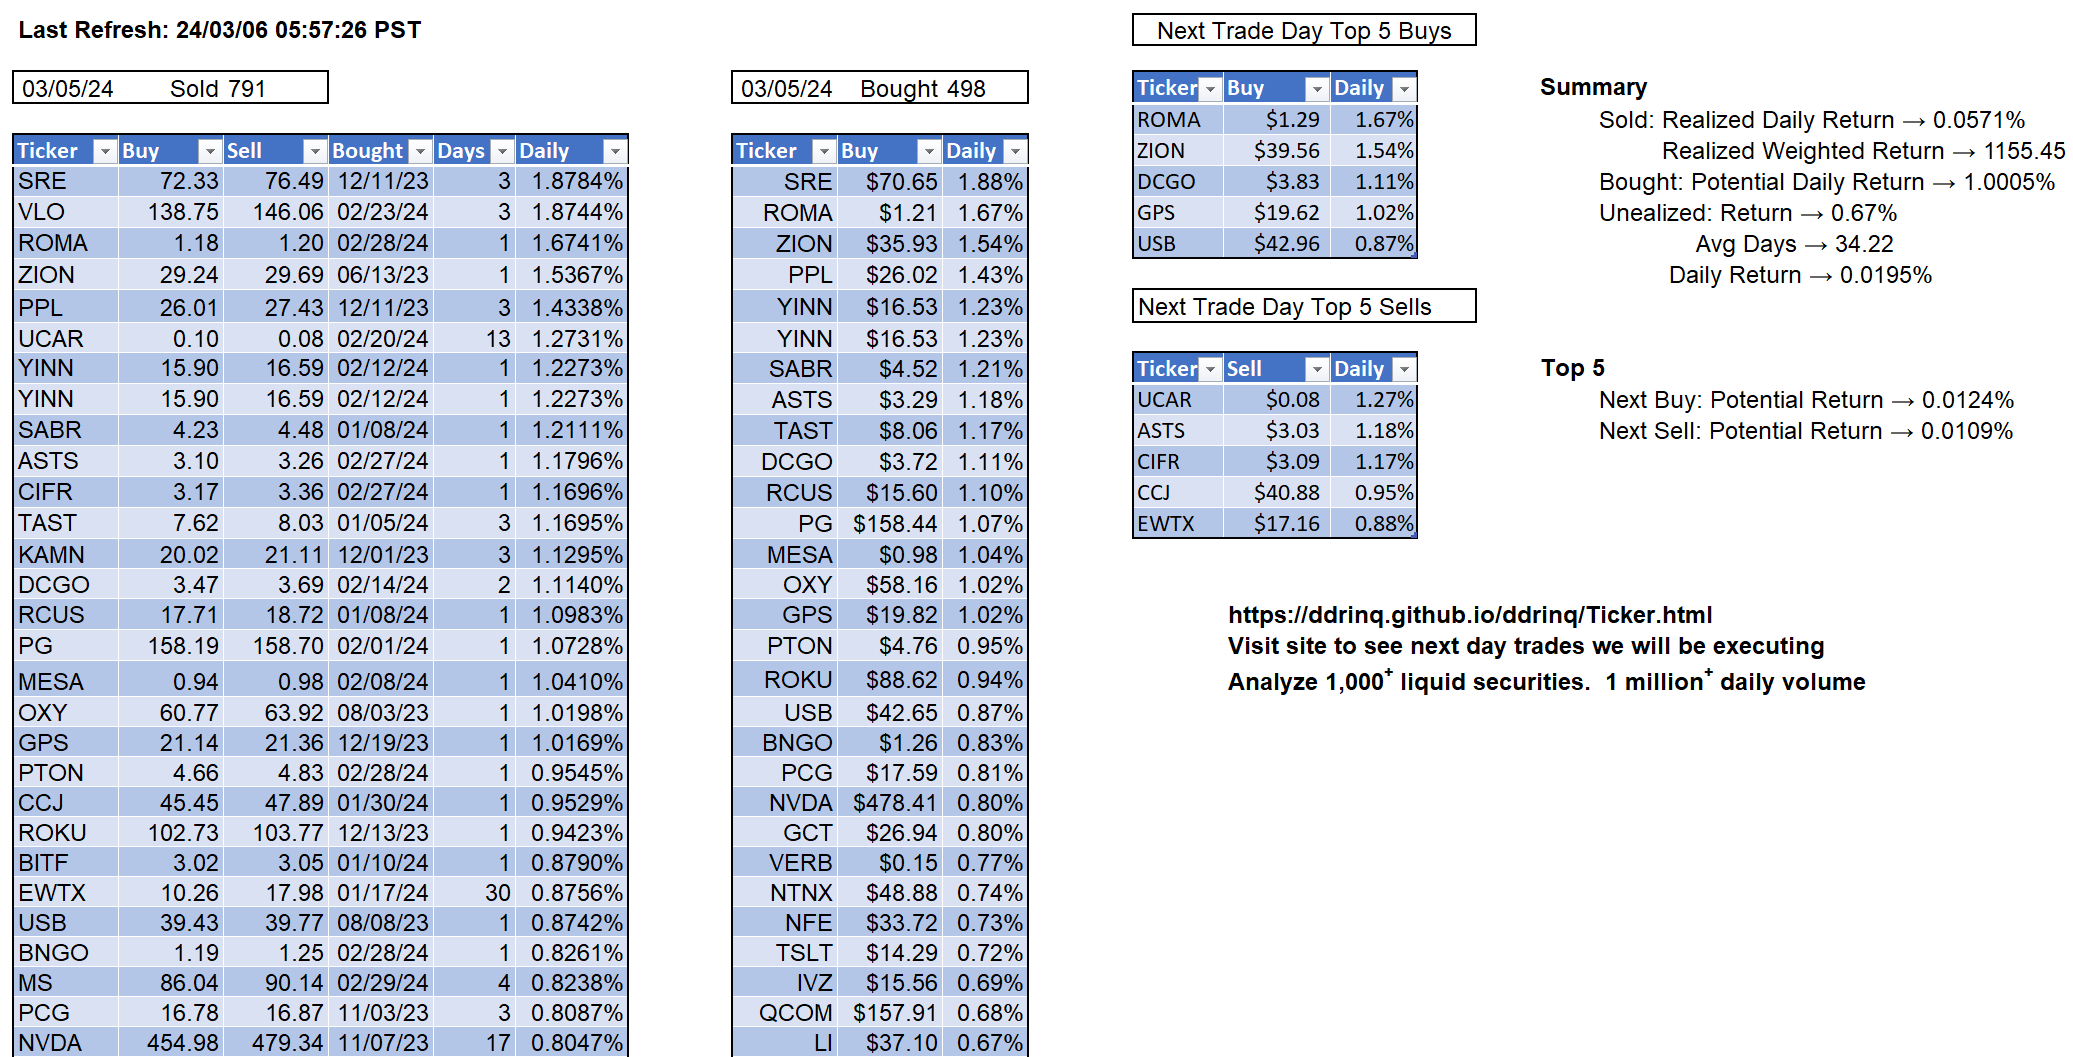 Last Refresh: 24/03/06 05:57:26 PST
03/05/24 Sold 791
Ticker Buy Sell Bought Days Daily
SRE 72.33 76.49 12/11/23 3 1.8784%
VLO 138.75 146.06 02/23/24 3 1.8744%
ROMA 1.18 1.20 02/28/24 1 1.6741%
ZION 29.24 29.69 06/13/23 1 1.5367%
PPL 26.01 27.43 12/11/23 3 1.4338%
UCAR 0.10 0.08 02/20/24 13 1.2731%
YINN 15.90 16.59 02/12/24 1 1.2273%
YINN 15.90 16.59 02/12/24 1 1.2273%
SABR 4.23 4.48 01/08/24 1 1.2111%
ASTS 3.10 3.26 02/27/24 1 1.1796%
CIFR 3.17 3.36 02/27/24 1 1.1696%
TAST 7.62 8.03 01/05/24 3 1.1695%
KAMN 20.02 21.11 12/01/23 3 1.1295%
DCGO 3.47 3.69 02/14/24 2 1.1140%
RCUS 17.71 18.72 01/08/24 1 1.0983%
PG 158.19 158.70 02/01/24 1 1.0728%
MESA 0.94 0.98 02/08/24 1 1.0410%
OXY 60.77 63.92 08/03/23 1 1.0198%
GPS 21.14 21.36 12/19/23 1 1.0169%
PTON 4.66 4.83 02/28/24 1 0.9545%
CCJ 45.45 47.89 01/30/24 1 0.9529%
ROKU 102.73 103.77 12/13/23 1 0.9423%
BITF 3.02 3.05 01/10/24 1 0.8790%
EWTX 10.26 17.98 01/17/24 30 0.8756%
USB 39.43 39.77 08/08/23 1 0.8742%
BNGO 1.19 1.25 02/28/24 1 0.8261%
MS 86.04 90.14 02/29/24 4 0.8238%
PCG 16.78 16.87 11/03/23 3 0.8087%
NVDA 454.98 479.34 11/07/23 17 0.8047%
03/05/24 Bought 498
Ticker Buy Daily
SRE $70.65 1.88%
ROMA $1.21 1.67%
ZION $35.93 1.54%
PPL $26.02 1.43%
YINN $16.53 1.23%
YINN $16.53 1.23%
SABR $4.52 1.21%
ASTS $3.29 1.18%
TAST $8.06 1.17%
DCGO $3.72 1.11%
RCUS $15.60 1.10%
PG $158.44 1.07%
MESA $0.98 1.04%
OXY $58.16 1.02%
GPS $19.82 1.02%
PTON $4.76 0.95%
ROKU $88.62 0.94%
USB $42.65 0.87%
BNGO $1.26 0.83%
PCG $17.59 0.81%
NVDA $478.41 0.80%
GCT $26.94 0.80%
VERB $0.15 0.77%
NTNX $48.88 0.74%
NFE $33.72 0.73%
TSLT $14.29 0.72%
IVZ $15.56 0.69%
QCOM $157.91 0.68%
LI $37.10 0.67%
Next Trade Day Top 5 Buys
Ticker Buy Daily
ROMA $1.29 1.67%
ZION $39.56 1.54%
DCGO $3.83 1.11%
GPS $19.62 1.02%
USB $42.96 0.87%
Next Trade Day Top 5 Sells
Ticker Sell Daily
UCAR $0.08 1.27%
ASTS $3.03 1.18%
CIFR $3.09 1.17%
CCJ $40.88 0.95%
EWTX $17.16 0.88%
Summary
Sold: Realized Daily Return → 0.0571%
Realized Weighted Return → 1155.45
Bought: Potential Daily Return → 1.0005%
Unealized: Return → 0.67%
Avg Days → 34.22
Daily Return → 0.0195%
Top 5
Next Buy: Potential Return → 0.0124%
Next Sell: Potential Return → 0.0109%
https://ddrinq.github.io/ddrinq/Ticker.html
Visit site to see next day trades we will be executing
Analyze 1,000+ liquid securities. 1 million+ daily volume